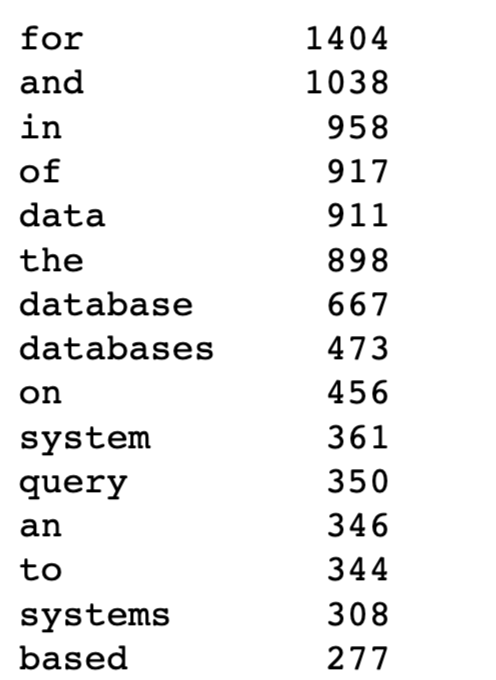 for 1404
and 1038
in 958
of 917
data 911
the 898
database 667
databases 473
on 456
system 361
query 350
an 346
to 344
systems 308
based 277